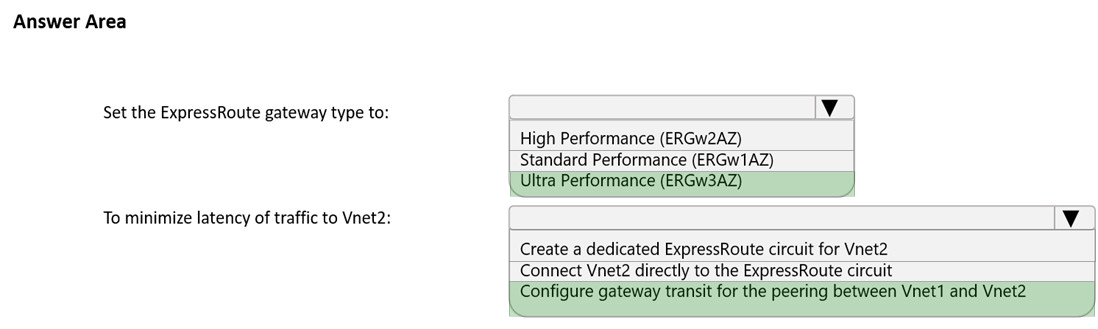 Answer Area
Set the ExpressRoute gateway type to:
High Performance (ERGw2AZ)
Standard Performance (ERGw1AZ)
Ultra Performance (ERGw3AZ)
To minimize latency of traffic to Vnet2:
Create a dedicated ExpressRoute circuit for Vnet2
Connect Vnet2 directly to the ExpressRoute circuit
Configure gateway transit for the peering between Vnet1 and Vnet2